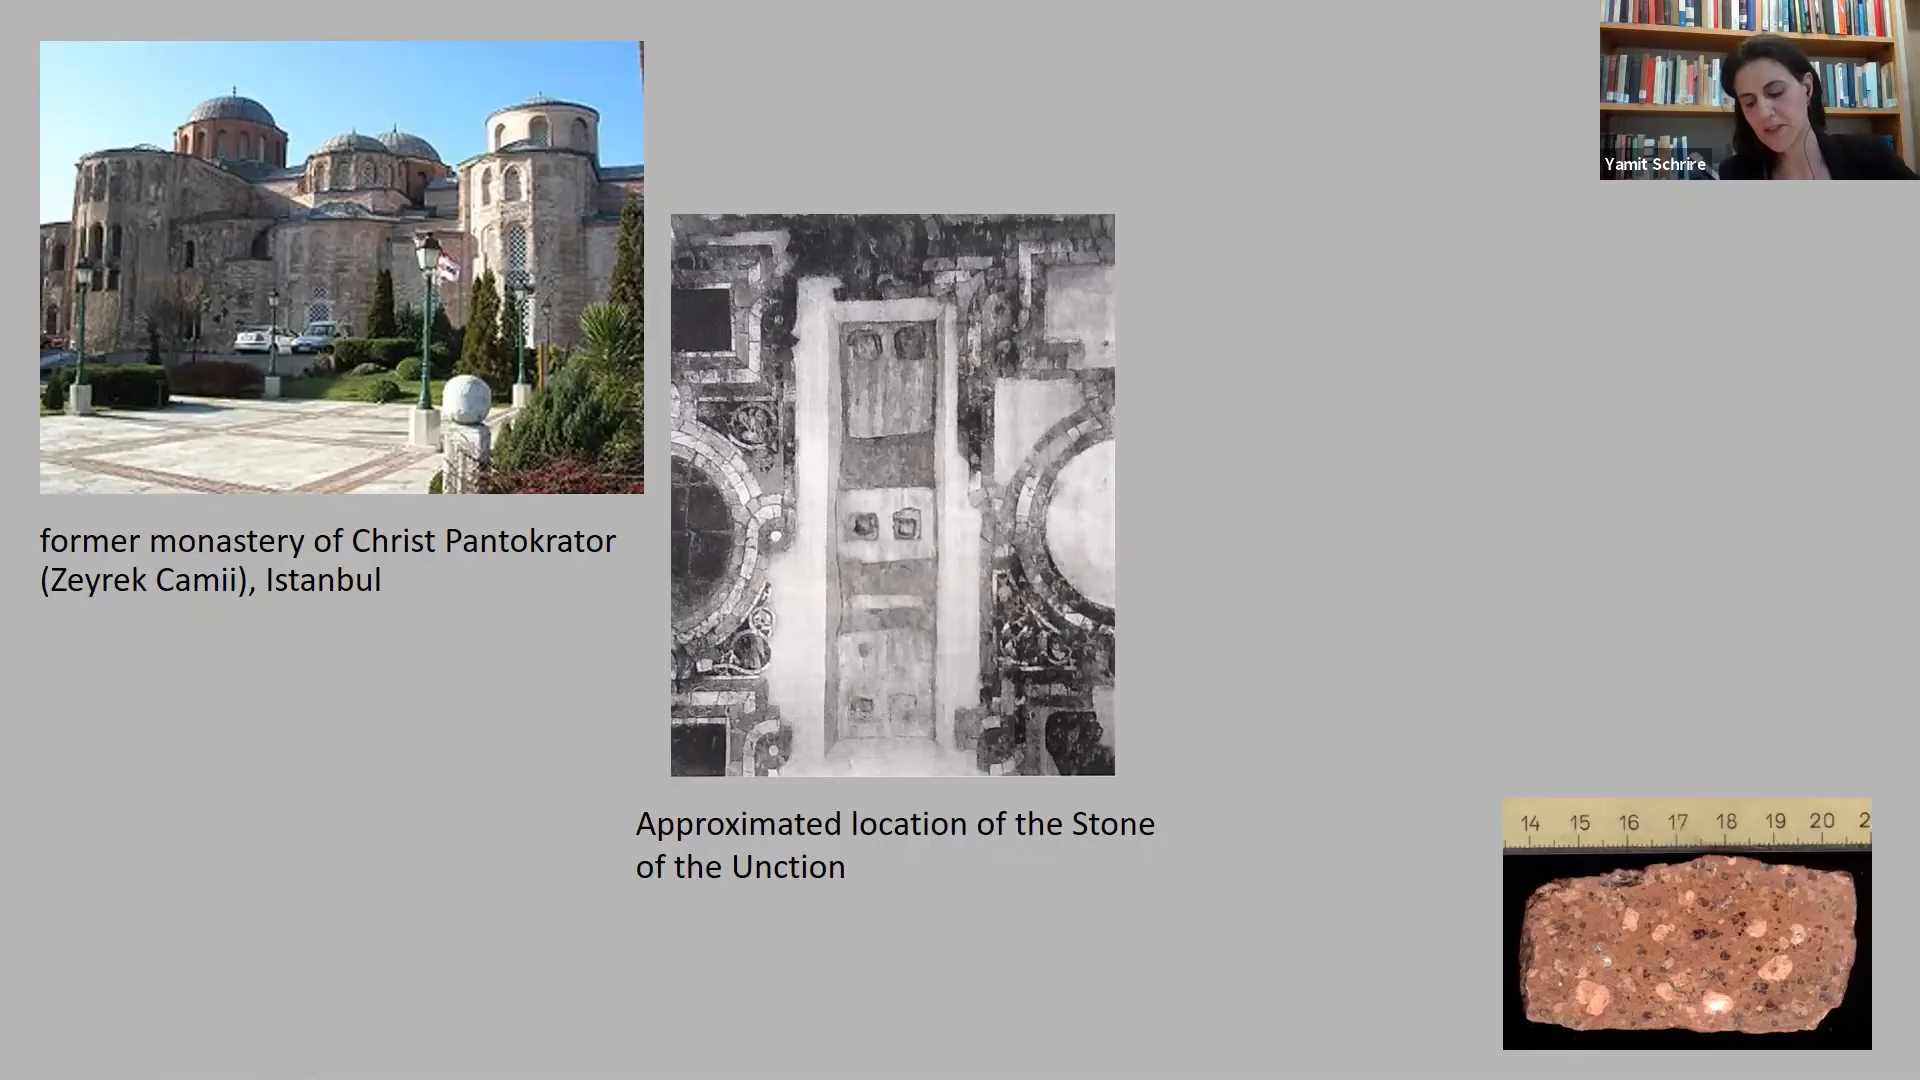 Yamit Schrire
former monastery of Christ Pantokrator
(Zeyrek Camii), Istanbul
Approximated location of the Stone
of the Unction
14 15 16 17 18 19 20 2